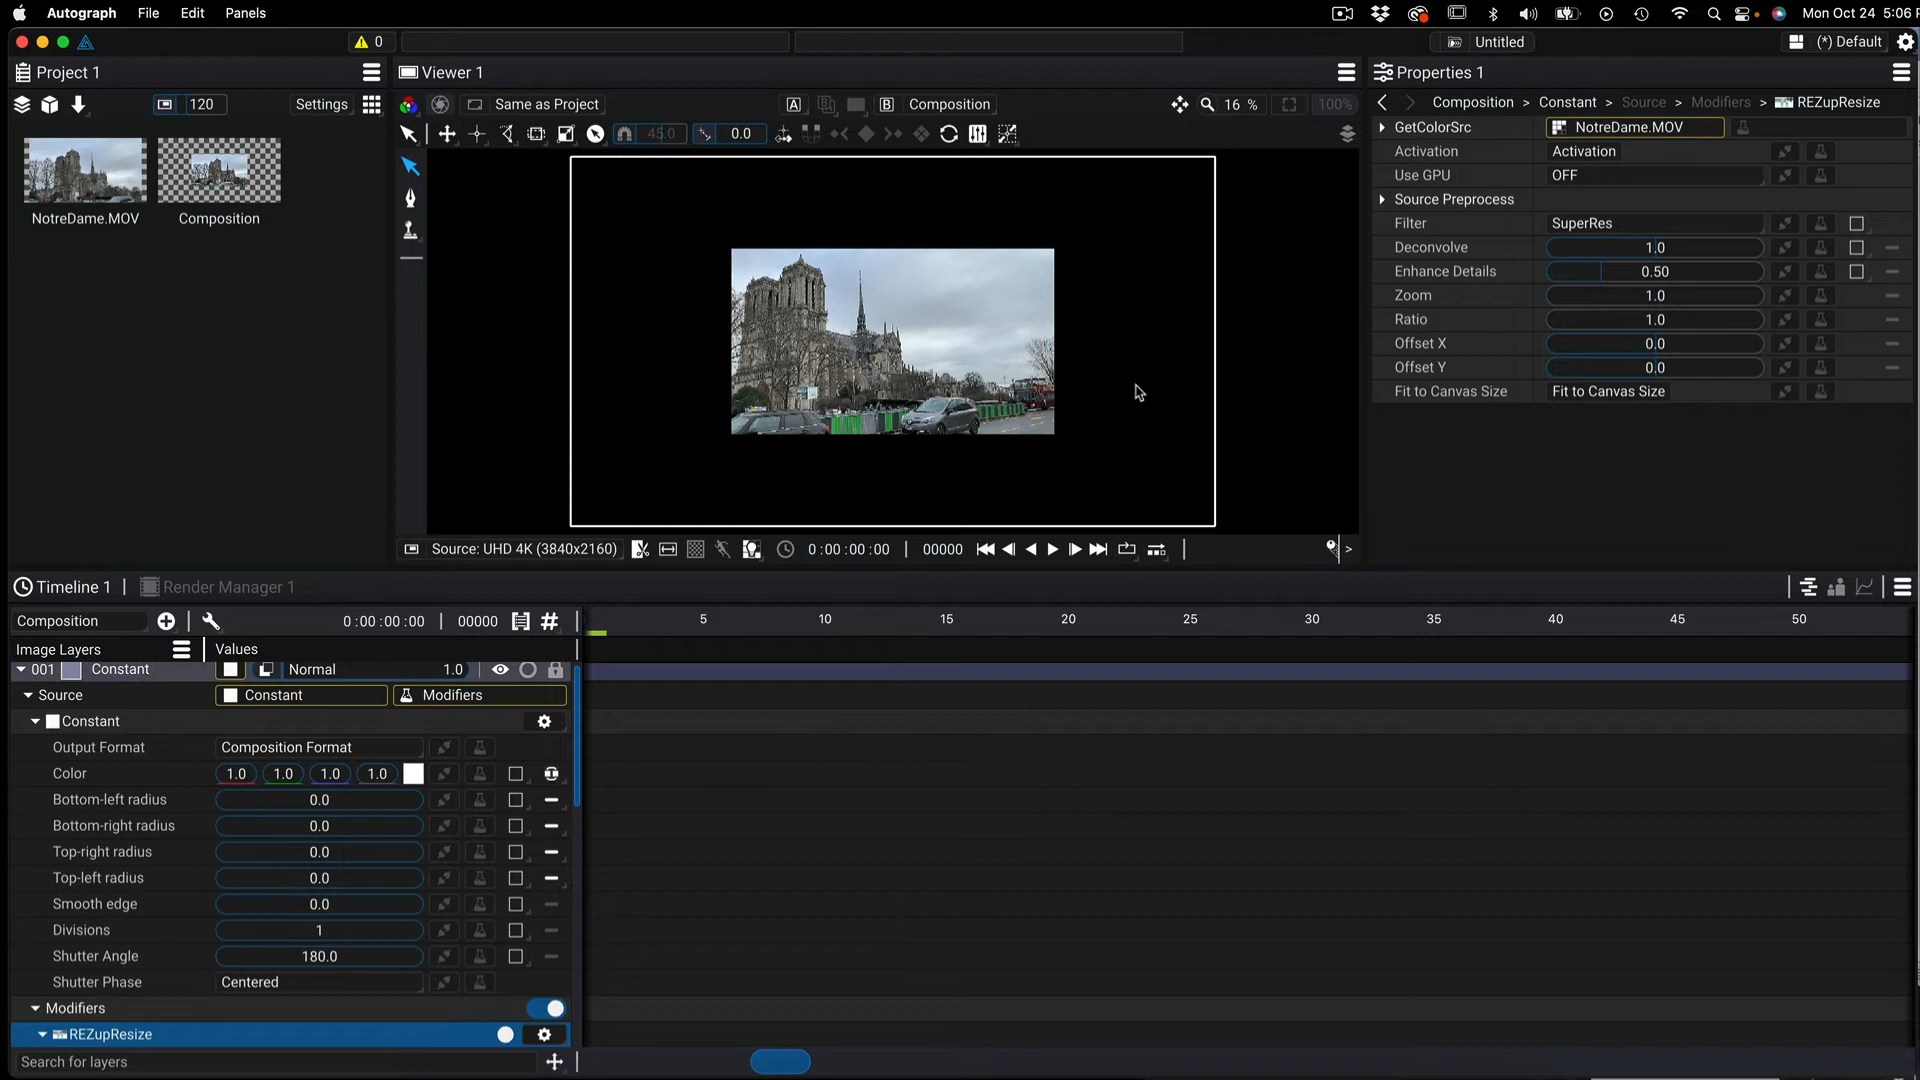 Autograph File Edit Panels Mon Oct 24 5:06
0 Untitled (*) Default
Project 1
120 Settings
NotreDame.MOV Composition
Viewer 1
Same as Project A B Composition 16 % 100%
45.0 0.0
Source: UHD 4K (3840x2160) 0:00:00:00 00000 >
Properties 1
Composition > Constant > Source > Modifiers > REZupResize
GetColorSrc NotreDame.MOV
Activation Activation
Use GPU OFF
Source Preprocess
Filter SuperRes
Deconvolve 1.0
Enhance Details 0.50
Zoom 1.0
Ratio 1.0
Offset X 0.0
Offset Y 0.0
Fit to Canvas Size Fit to Canvas Size
Timeline 1 Render Manager 1
Composition 0:00:00:00 00000 5 10 15 20 25 30 35 40 45 50
Image Layers Values
001 Constant Normal 1.0
Source Constant Modifiers
Constant
Output Format Composition Format
Color 1.0 1.0 1.0 1.0
Bottom-left radius 0.0
Bottom-right radius 0.0
Top-right radius 0.0
Top-left radius 0.0
Smooth edge 0.0
Divisions 1
Shutter Angle 180.0
Shutter Phase Centered
Modifiers
REZupResize
Search for layers